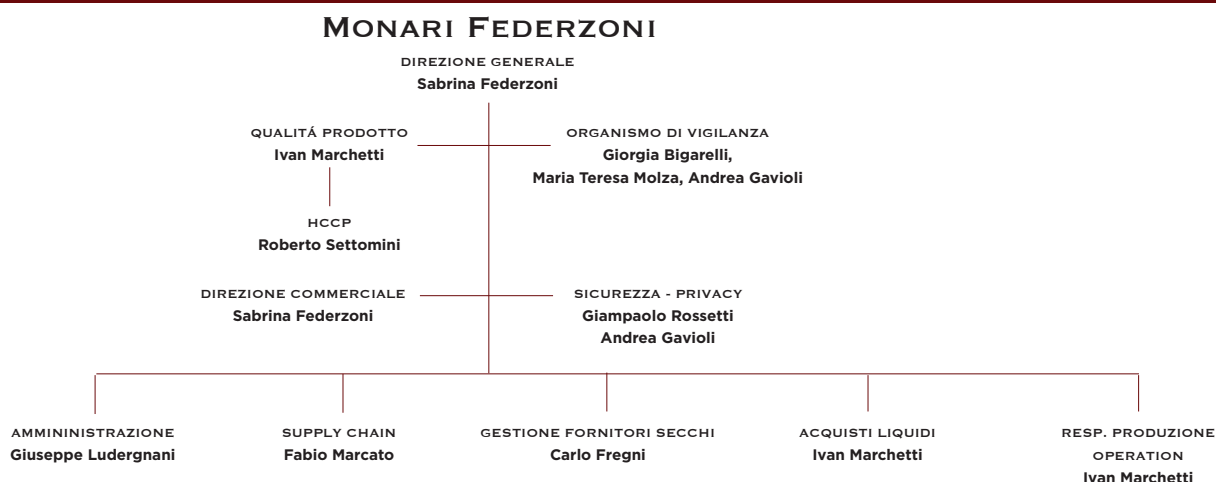 MONARI FEDERZONI
DIREZIONE GENERALE
Sabrina Federzoni
QUALITÁ PRODOTTO
Ivan Marchetti
ORGANISMO DI VIGILANZA
Giorgia Bigarelli,
Maria Teresa Molza, Andrea Gavioli
HCCP
Roberto Settomini
DIREZIONE COMMERCIALE
Sabrina Federzoni
SICUREZZA - PRIVACY
Giampaolo Rossetti
Andrea Gavioli
AMMININISTRAZIONE
Giuseppe Ludergnani
SUPPLY CHAIN
Fabio Marcato
GESTIONE FORNITORI SECCHI
Carlo Fregni
ACQUISTI LIQUIDI
Ivan Marchetti
RESP. PRODUZIONE
OPERATION
Ivan Marchetti